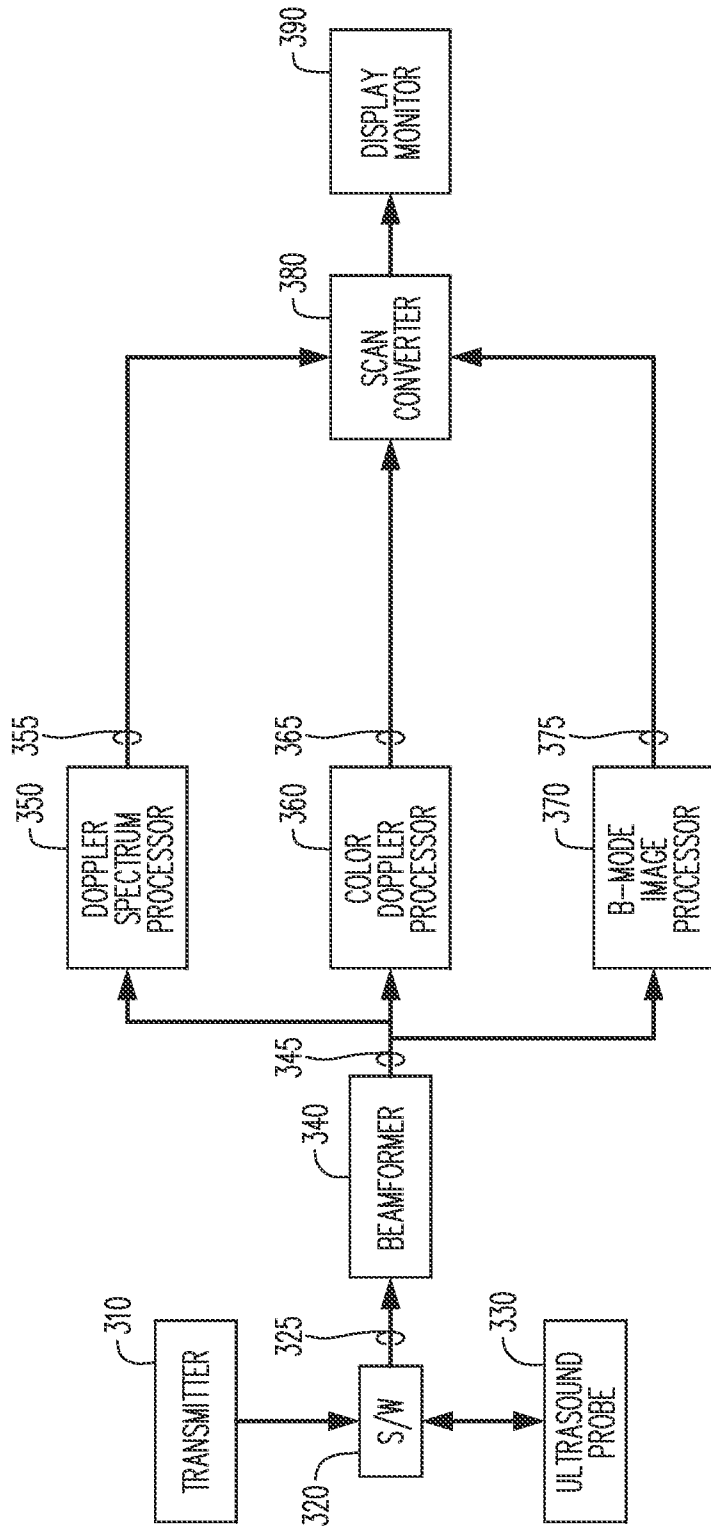 310
TRANSMITTER
320
S/W
325
330
ULTRASOUND
PROBE
340
BEAMFORMER
345
350
DOPPLER
SPECTRUM
PROCESSOR
355
360
COLOR
DOPPLER
PROCESSOR
365
370
B-MODE
IMAGE
PROCESSOR
375
380
SCAN
CONVERTER
390
DISPLAY
MONITOR